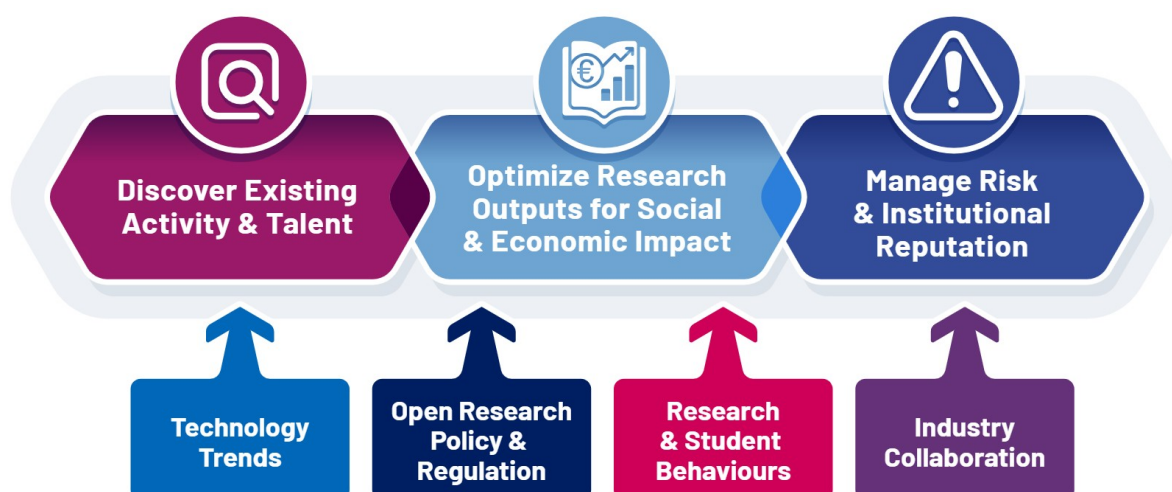 Discover Existing
Activity & Talent
Optimize Research
Outputs for Social
& Economic Impact
Manage Risk
& Institutional
Reputation
€
Technology
Trends
Open Research
Policy &
Regulation
Research
& Student
Behaviours
Industry
Collaboration